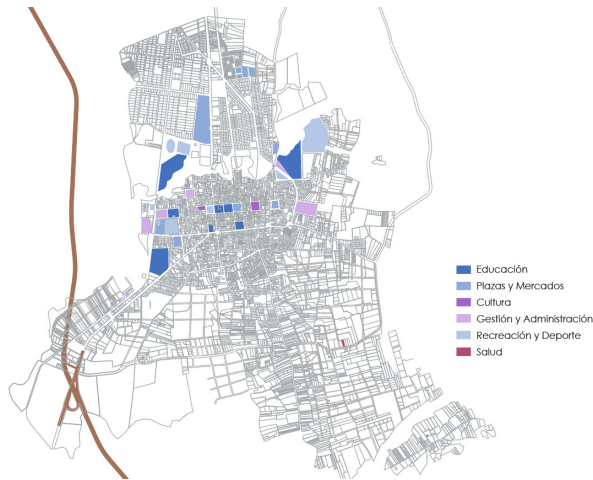 Educación
Plazas y Mercados
Cultura
Gestión y Administración
Recreación y Deporte
Salud